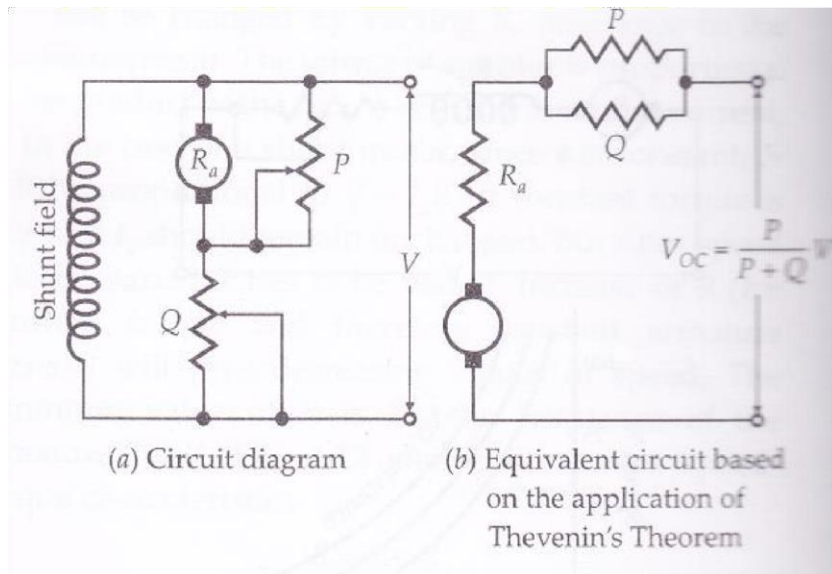 Shunt field
R_a
P
Q
V
(a) Circuit diagram
P
Q
R_a
V_OC = P / (P + Q) V
(b) Equivalent circuit based
on the application of
Thevenin's Theorem